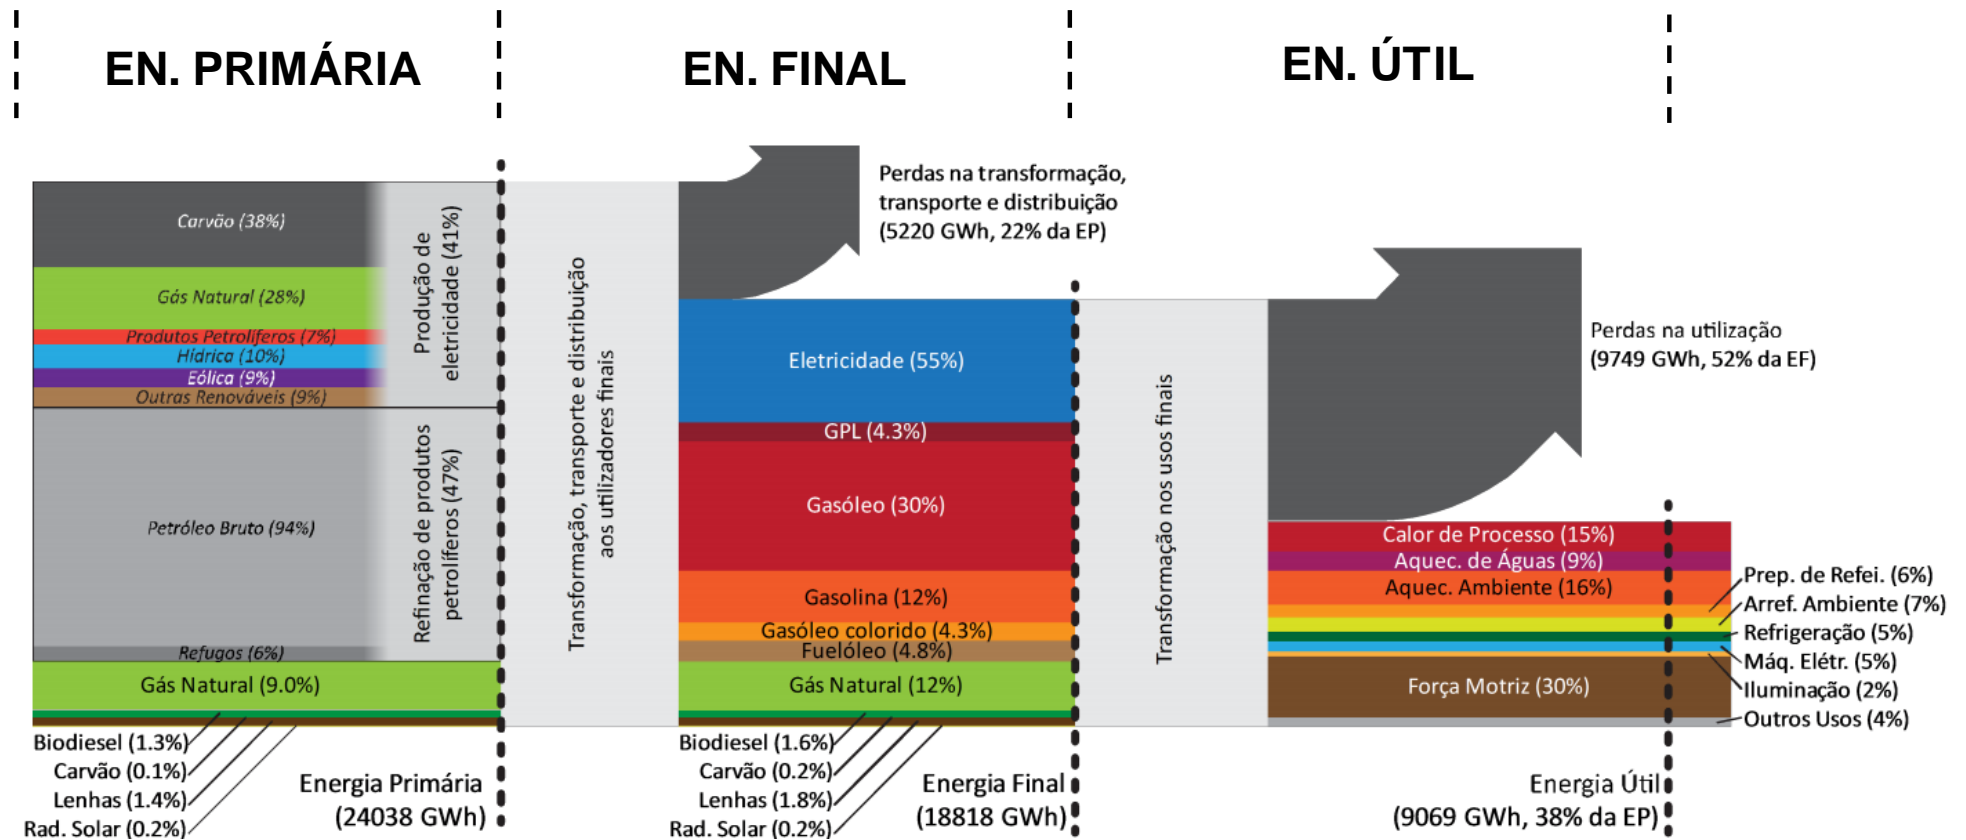 EN. PRIMÁRIA
EN. FINAL
EN. ÚTIL
Carvão (38%)
Gás Natural (28%)
Produtos Petrolíferos (7%)
Hídrica (10%)
Eólica (9%)
Outras Renováveis (9%)
Produção de
eletricidade (41%)
Petróleo Bruto (94%)
Refugos (6%)
Refinação de produtos
petrolíferos (47%)
Gás Natural (9.0%)
Biodiesel (1.3%)
Carvão (0.1%)
Lenhas (1.4%)
Rad. Solar (0.2%)
Energia Primária
(24038 GWh)
Transformação, transporte e distribuição
aos utilizadores finais
Perdas na transformação,
transporte e distribuição
(5220 GWh, 22% da EP)
Eletricidade (55%)
GPL (4.3%)
Gasóleo (30%)
Gasolina (12%)
Gasóleo colorido (4.3%)
Fuelóleo (4.8%)
Gás Natural (12%)
Biodiesel (1.6%)
Carvão (0.2%)
Lenhas (1.8%)
Rad. Solar (0.2%)
Energia Final
(18818 GWh)
Transformação nos usos finais
Perdas na utilização
(9749 GWh, 52% da EF)
Calor de Processo (15%)
Aquec. de Águas (9%)
Aquec. Ambiente (16%)
Prep. de Refei. (6%)
Arref. Ambiente (7%)
Refrigeração (5%)
Máq. Elétr. (5%)
Iluminação (2%)
Força Motriz (30%)
Outros Usos (4%)
Energia Útil
(9069 GWh, 38% da EP)